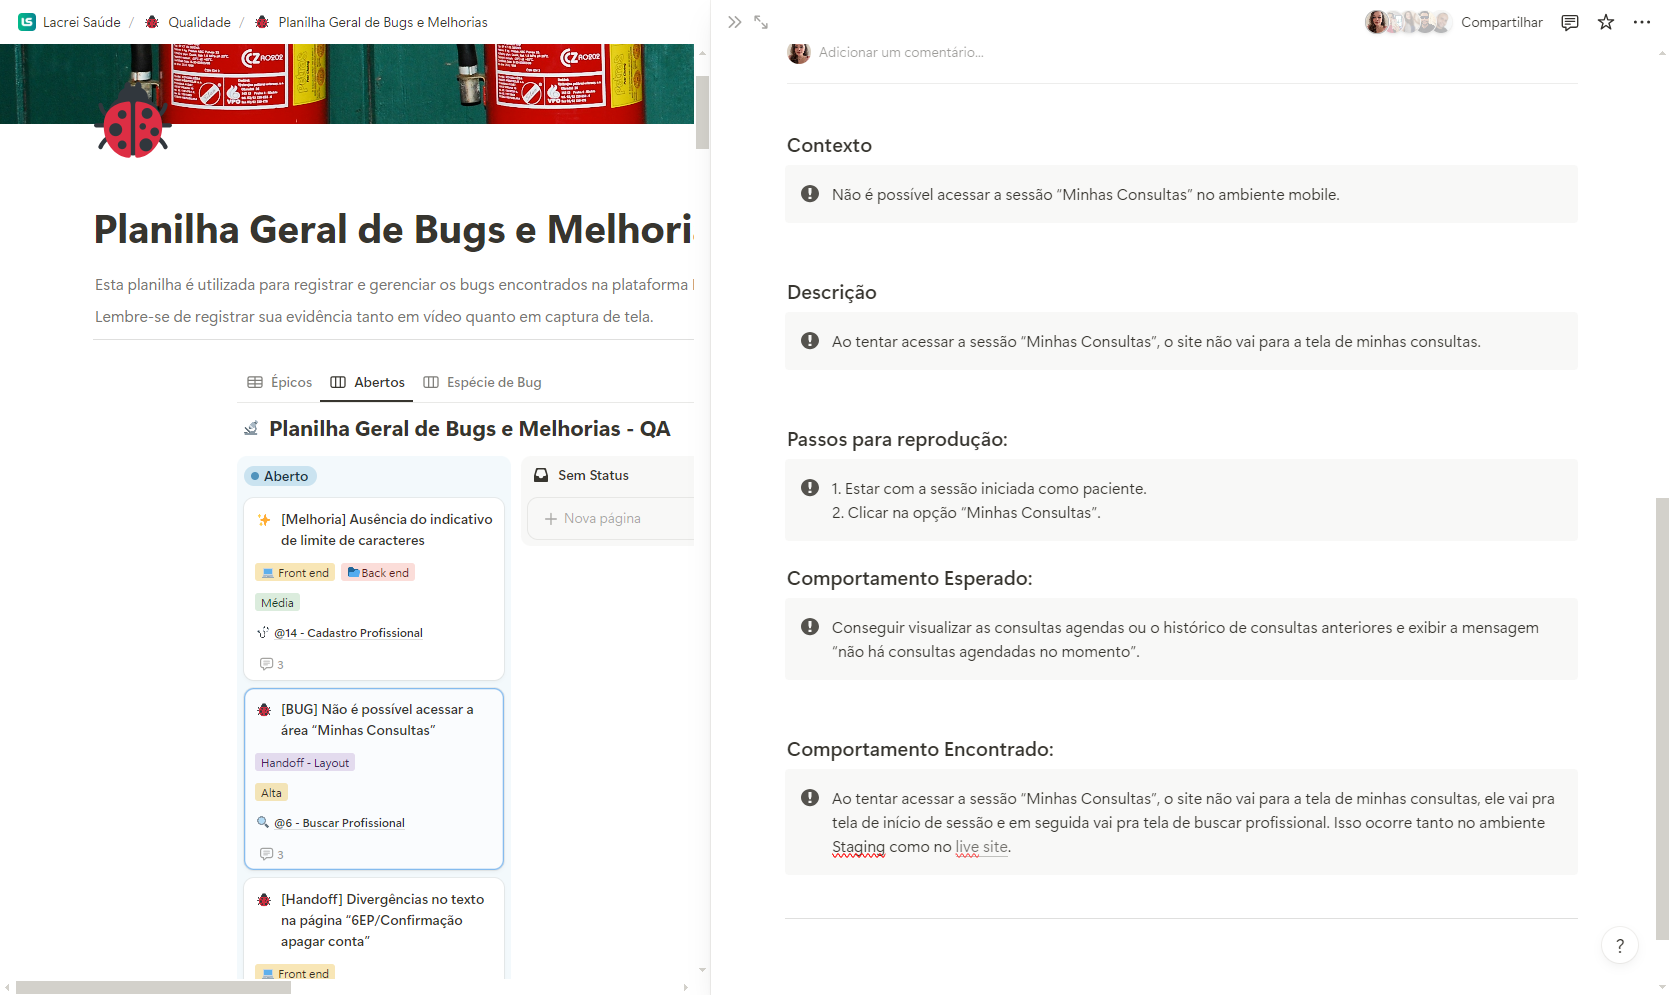 Lacrei Saúde / Qualidade / Planilha Geral de Bugs e Melhorias
Compartilhar
Planilha Geral de Bugs e Melhori
Esta planilha é utilizada para registrar e gerenciar os bugs encontrados na plataforma
Lembre-se de registrar sua evidência tanto em vídeo quanto em captura de tela.
Épicos
Abertos
Espécie de Bug
Planilha Geral de Bugs e Melhorias - QA
Aberto
[Melhoria] Ausência do indicativo
de limite de caracteres
Front end
Back end
Média
@14 - Cadastro Profissional
3
[BUG] Não é possível acessar a
área “Minhas Consultas”
Handoff - Layout
Alta
@6 - Buscar Profissional
3
[Handoff] Divergências no texto
na página “6EP/Confirmação
apagar conta”
Front end
Sem Status
Nova página
Adicionar um comentário...
Contexto
Não é possível acessar a sessão “Minhas Consultas” no ambiente mobile.
Descrição
Ao tentar acessar a sessão “Minhas Consultas”, o site não vai para a tela de minhas consultas.
Passos para reprodução:
1. Estar com a sessão iniciada como paciente.
2. Clicar na opção “Minhas Consultas”.
Comportamento Esperado:
Conseguir visualizar as consultas agendas ou o histórico de consultas anteriores e exibir a mensagem
“não há consultas agendadas no momento”.
Comportamento Encontrado:
Ao tentar acessar a sessão “Minhas Consultas”, o site não vai para a tela de minhas consultas, ele vai pra
tela de início de sessão e em seguida vai pra tela de buscar profissional. Isso ocorre tanto no ambiente
Staging como no live site.
?